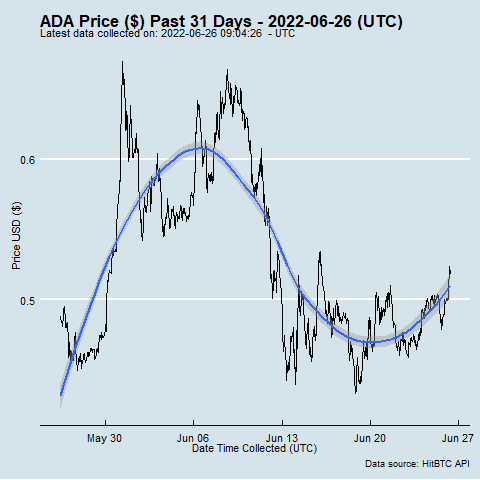 ADA Price ($) Past 31 Days - 2022-06-26 (UTC)
Latest data collected on: 2022-06-26 09:04:26 - UTC
0.6
Price USD ($)
0.5
May 30 Jun 06 Jun 13 Jun 20 Jun 27
Date Time Collected (UTC)
Data source: HitBTC API